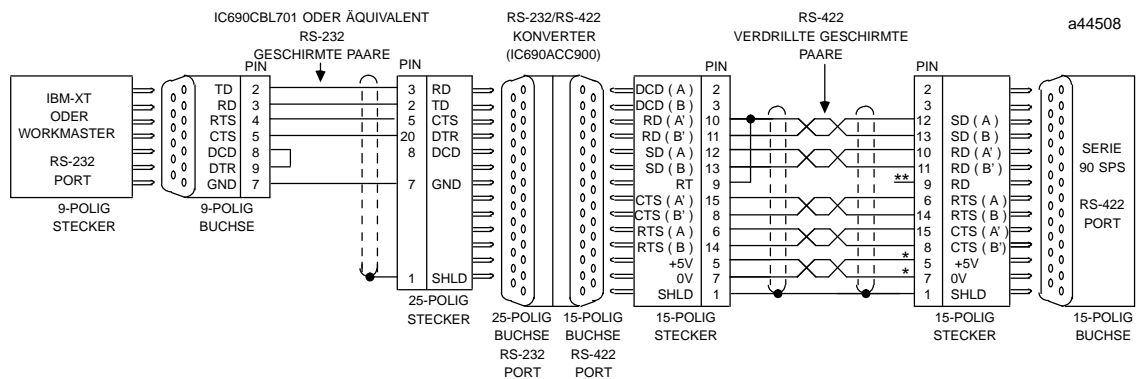 IC690CBL701 ODER ÄQUIVALENT
RS-232
GESCHIRMTE PAARE
RS-232/RS-422
KONVERTER
(IC690ACC900)
RS-422
VERDRILLTE GESCHIRMTE
PAARE
a44508
IBM-XT
ODER
WORKMASTER
RS-232
PORT
9-POLIG
STECKER
PIN
TD 2
RD 3
RTS 4
CTS 5
DCD 8
DTR 9
GND 7
9-POLIG
BUCHSE
PIN
3 RD
2 TD
5 CTS
20 DTR
8 DCD
7 GND
1 SHLD
25-POLIG
STECKER
25-POLIG
BUCHSE
RS-232
PORT
15-POLIG
BUCHSE
RS-422
PORT
PIN
DCD ( A ) 2
DCD ( B ) 3
RD ( A' ) 10
RD ( B' ) 11
SD ( A ) 12
SD ( B ) 13
RT 9
CTS ( A' ) 15
CTS ( B' ) 8
RTS ( A ) 6
RTS ( B ) 14
+5V 5
0V 7
SHLD 1
15-POLIG
STECKER
PIN
2
3
12 SD ( A )
13 SD ( B )
10 RD ( A' )
11 RD ( B' )
** 9 RD
6 RTS ( A )
14 RTS ( B )
15 CTS ( A' )
8 CTS ( B')
* 5 +5V
* 7 0V
1 SHLD
15-POLIG
STECKER
SERIE
90 SPS
RS-422
PORT
15-POLIG
BUCHSE